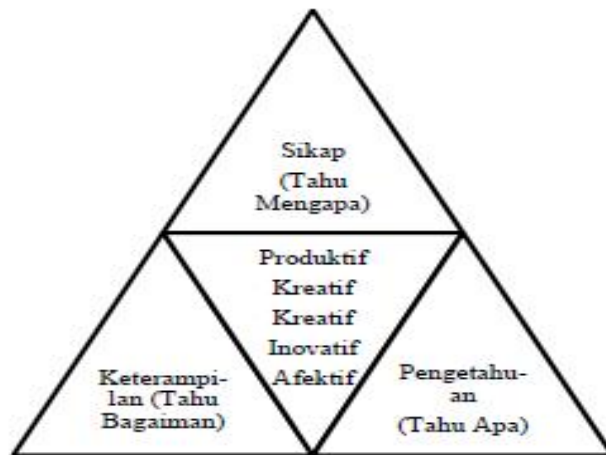 Sikap
(Tahu
Mengapa)
Produktif
Kreatif
Kreatif
Inovatif
Afektif
Keterampi-
lan (Tahu
Bagaiman)
Pengetahu-
an
(Tahu Apa)